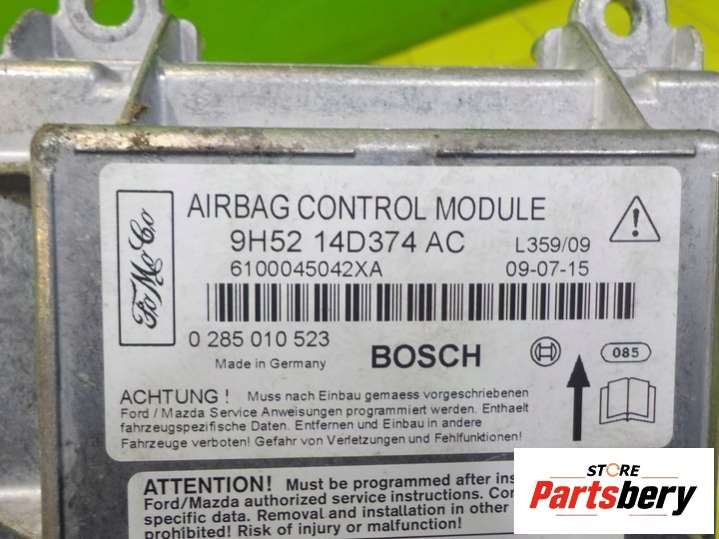 AIRBAG CONTROL MODULE
9H52 14D374 AC
L359/09
6100045042XA
09-07-15
FoMoCo
0 285 010 523
Made in Germany
BOSCH
085
ACHTUNG ! Muss nach Einbau gemaess vorgeschriebenen
Ford / Mazda Service Anweisungen programmiert werden. Enthaelt
fahrzeugspezifische Daten. Entfernen und Einbau in andere
Fahrzeuge verboten! Gefahr von Verletzungen und Fehlfunktionen!
ATTENTION! Must be programmed after ins
Ford/Mazda authorized service instructions. Con
specific data. Removal and installation in other
prohibited! Risk of injury or malfunction!
STORE
Partsbery